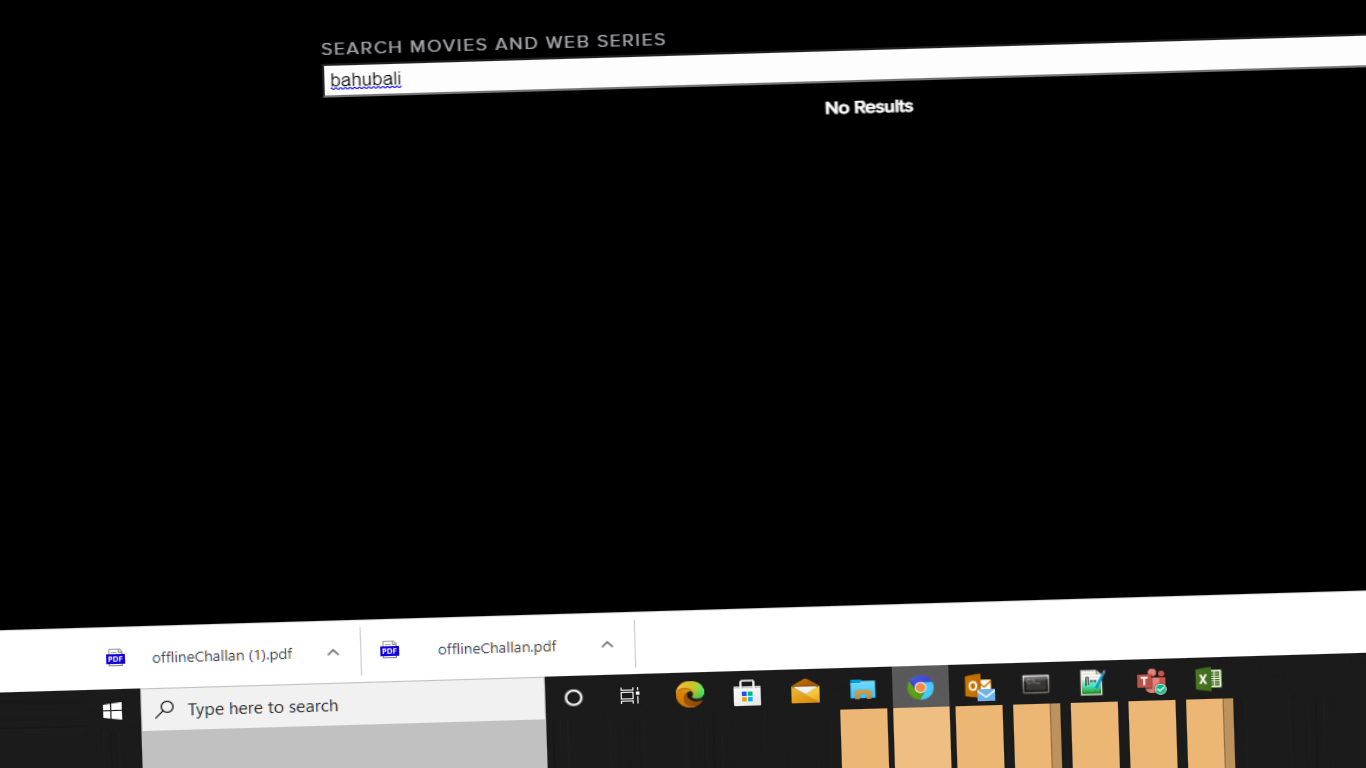 SEARCH MOVIES AND WEB SERIES
bahubali
No Results
PDF offlineChallan (1).pdf
PDF offlineChallan.pdf
Type here to search